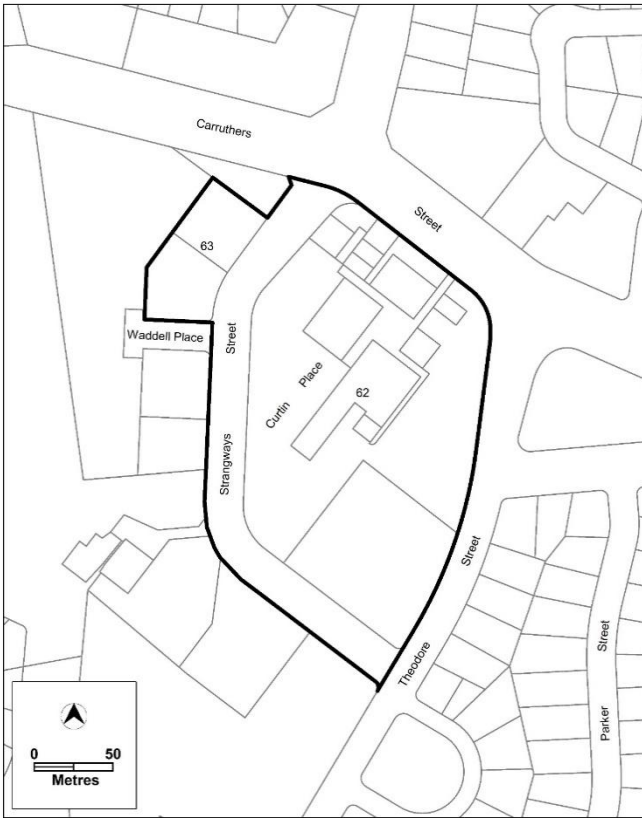 Carruthers
Street
63
Waddell Place
Street
Curtin Place
62
Strangways
Street
Theodore
Street
Parker
0 50
Metres